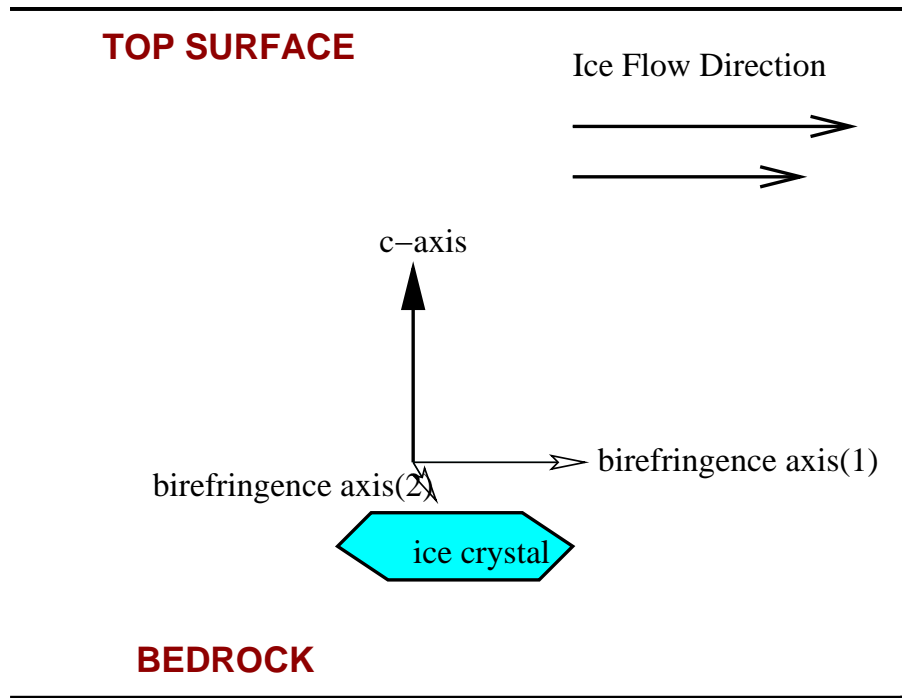 TOP SURFACE
Ice Flow Direction
c−axis
birefringence axis(1)
birefringence axis(2)
ice crystal
BEDROCK